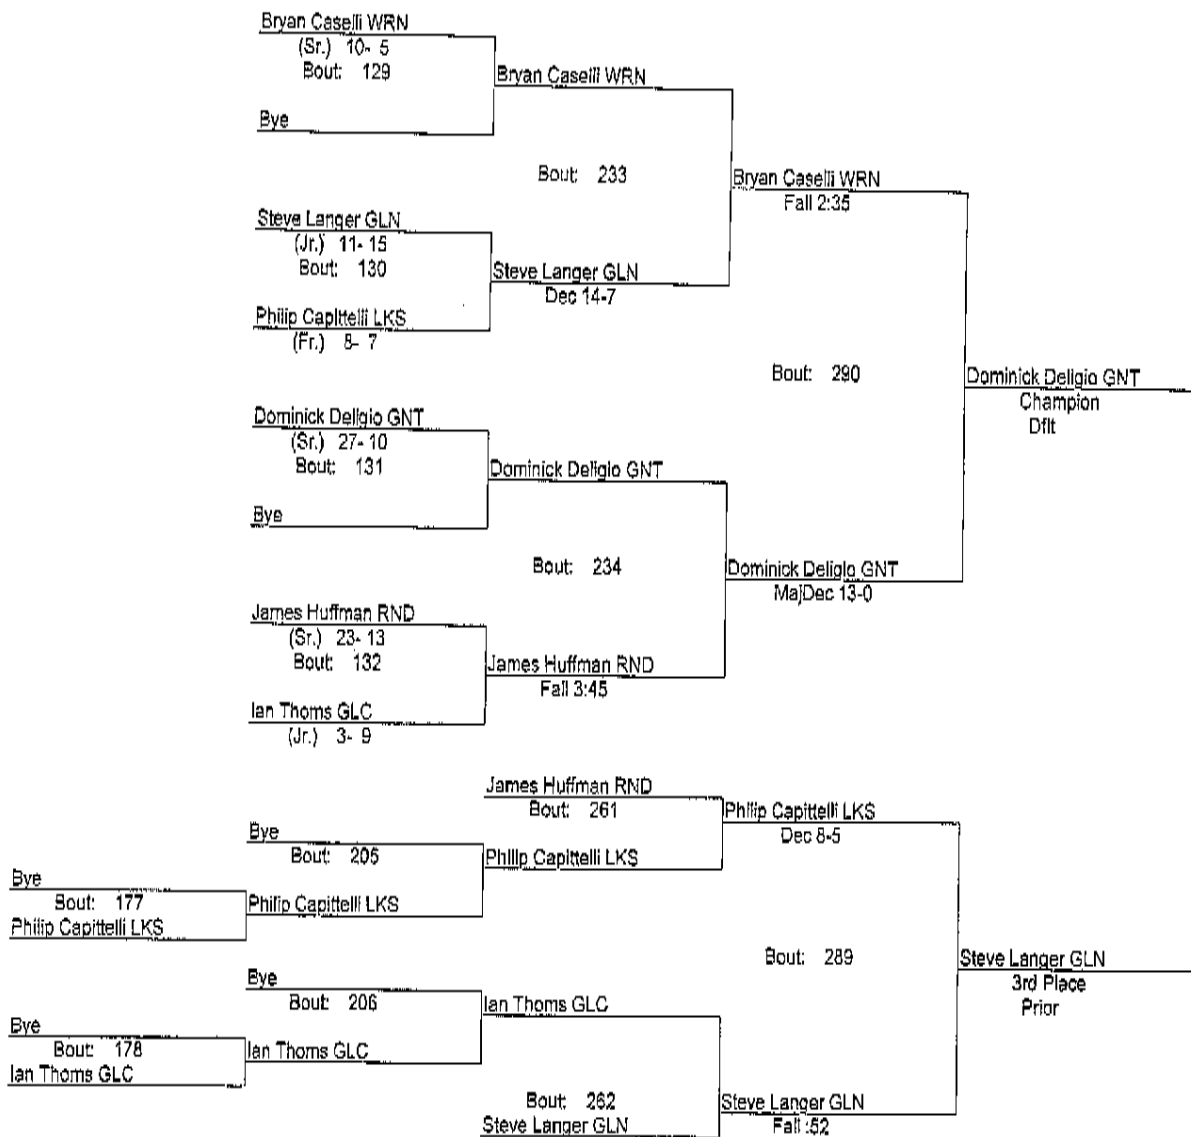 Bryan Caselli WRN
(Sr.) 10- 5
Bout: 129
Bryan Caselli WRN
Bye
Bout: 233
Bryan Caselli WRN
Fall 2:35
Steve Langer GLN
(Jr.) 11- 15
Bout: 130
Steve Langer GLN
Dec 14-7
Philip Capittelli LKS
(Fr.) 8- 7
Bout: 290
Dominick Deligio GNT
Champion
Dflt
Dominick Deligio GNT
(Sr.) 27- 10
Bout: 131
Dominick Deligio GNT
Bye
Bout: 234
Dominick Deligio GNT
MajDec 13-0
James Huffman RND
(Sr.) 23- 13
Bout: 132
James Huffman RND
Fall 3:45
Ian Thoms GLC
(Jr.) 3- 9
James Huffman RND
Bout: 261
Philip Capittelli LKS
Dec 8-5
Bye
Bout: 205
Philip Capittelli LKS
Bye
Bout: 177
Philip Capittelli LKS
Philip Capittelli LKS
Bout: 289
Steve Langer GLN
3rd Place
Prior
Bye
Bout: 206
Ian Thoms GLC
Bye
Bout: 178
Ian Thoms GLC
Ian Thoms GLC
Bout: 262
Steve Langer GLN
Steve Langer GLN
Fall :52